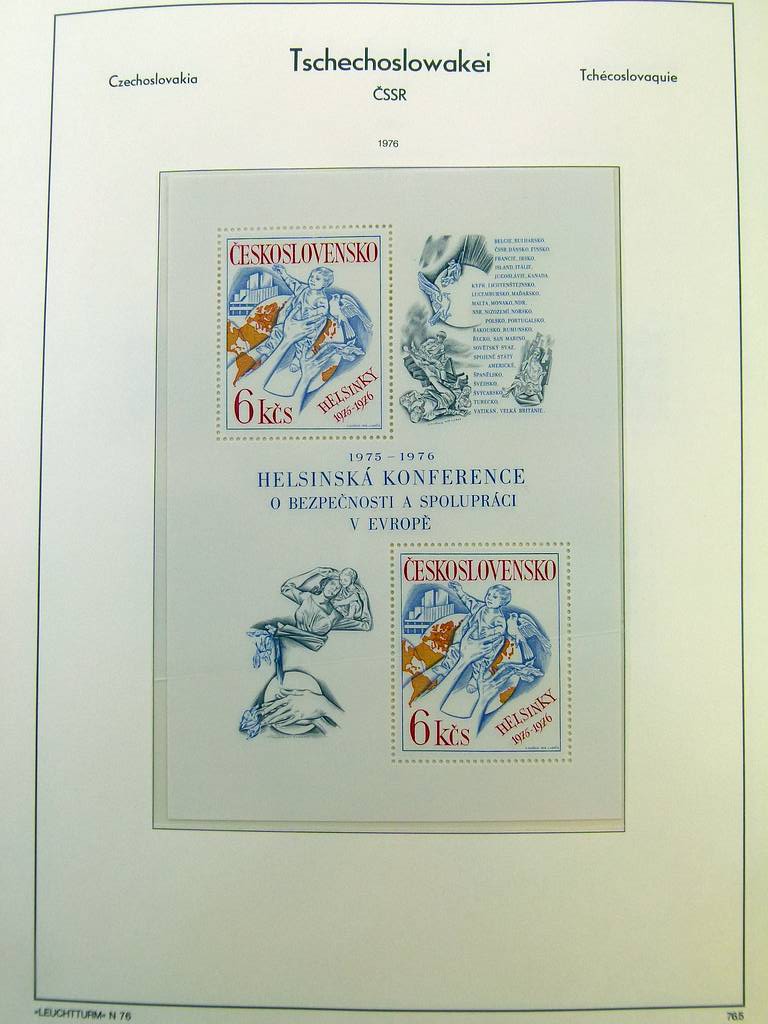 Tschechoslowakei
Czechoslovakia
Tchécoslovaquie
ČSSR
1976
ČESKOSLOVENSKO
6 kčs
HELSINKY
1975-1976
BELGIE, BULHARSKO,
ČSSR, DÁNSKO, FINSKO,
FRANCIE, IRSKO,
ISLAND, ITÁLIE,
JUGOSLÁVIE, KANADA,
KYPR, LICHTENŠTEJNSKO,
LUCEMBURSKO, MAĎARSKO,
MALTA, MONAKO, NDR,
NSR, NIZOZEMÍ, NORSKO,
POLSKO, PORTUGALSKO,
RAKOUSKO, RUMUNSKO,
ŘECKO, SAN MARINO,
SOVĚTSKÝ SVAZ,
SPOJENÉ STÁTY
AMERICKÉ,
ŠPANĚLSKO,
ŠVÉDSKO,
ŠVÝCARSKO,
TURECKO,
VATIKÁN, VELKÁ BRITÁNIE
1975 – 1976
HELSINSKÁ KONFERENCE
O BEZPEČNOSTI A SPOLUPRÁCI
V EVROPĚ
ČESKOSLOVENSKO
6 kčs
HELSINKY
1975-1976
»LEUCHTTURM« N 76
76.5